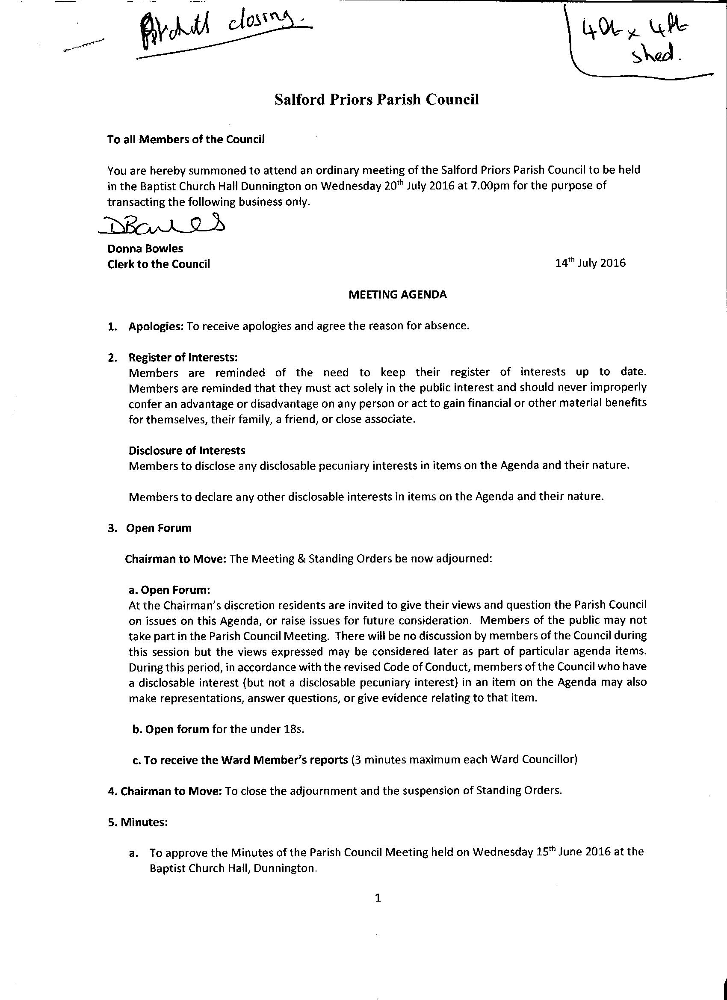 closing.
4ft x 4ft
shed.
Salford Priors Parish Council
To all Members of the Council
You are hereby summoned to attend an ordinary meeting of the Salford Priors Parish Council to be held
in the Baptist Church Hall Dunnington on Wednesday 20th July 2016 at 7.00pm for the purpose of
transacting the following business only.
DBowles
Donna Bowles
Clerk to the Council 14th July 2016
MEETING AGENDA
1. Apologies: To receive apologies and agree the reason for absence.
2. Register of Interests:
Members are reminded of the need to keep their register of interests up to date.
Members are reminded that they must act solely in the public interest and should never improperly
confer an advantage or disadvantage on any person or act to gain financial or other material benefits
for themselves, their family, a friend, or close associate.
Disclosure of Interests
Members to disclose any disclosable pecuniary interests in items on the Agenda and their nature.
Members to declare any other disclosable interests in items on the Agenda and their nature.
3. Open Forum
Chairman to Move: The Meeting & Standing Orders be now adjourned:
a. Open Forum:
At the Chairman's discretion residents are invited to give their views and question the Parish Council
on issues on this Agenda, or raise issues for future consideration. Members of the public may not
take part in the Parish Council Meeting. There will be no discussion by members of the Council during
this session but the views expressed may be considered later as part of particular agenda items.
During this period, in accordance with the revised Code of Conduct, members of the Council who have
a disclosable interest (but not a disclosable pecuniary interest) in an item on the Agenda may also
make representations, answer questions, or give evidence relating to that item.
b. Open forum for the under 18s.
c. To receive the Ward Member's reports (3 minutes maximum each Ward Councillor)
4. Chairman to Move: To close the adjournment and the suspension of Standing Orders.
5. Minutes:
a. To approve the Minutes of the Parish Council Meeting held on Wednesday 15th June 2016 at the
Baptist Church Hall, Dunnington.
1